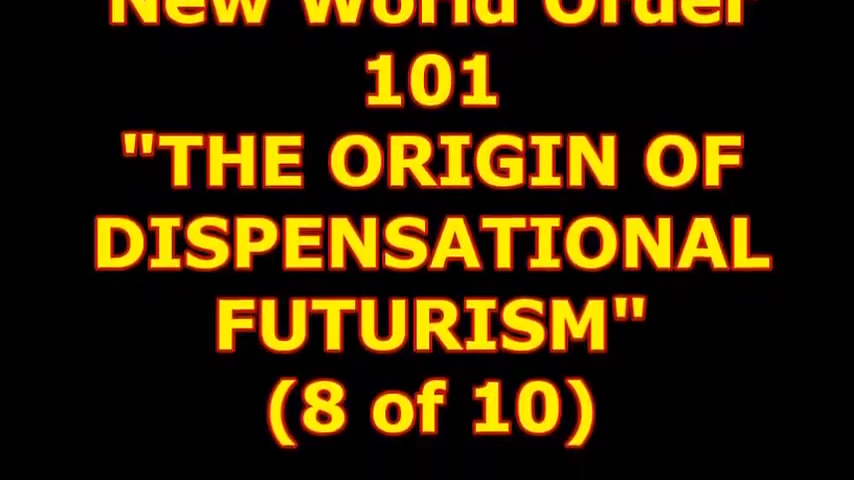 New World Order
101
"THE ORIGIN OF
DISPENSATIONAL
FUTURISM"
(8 of 10)